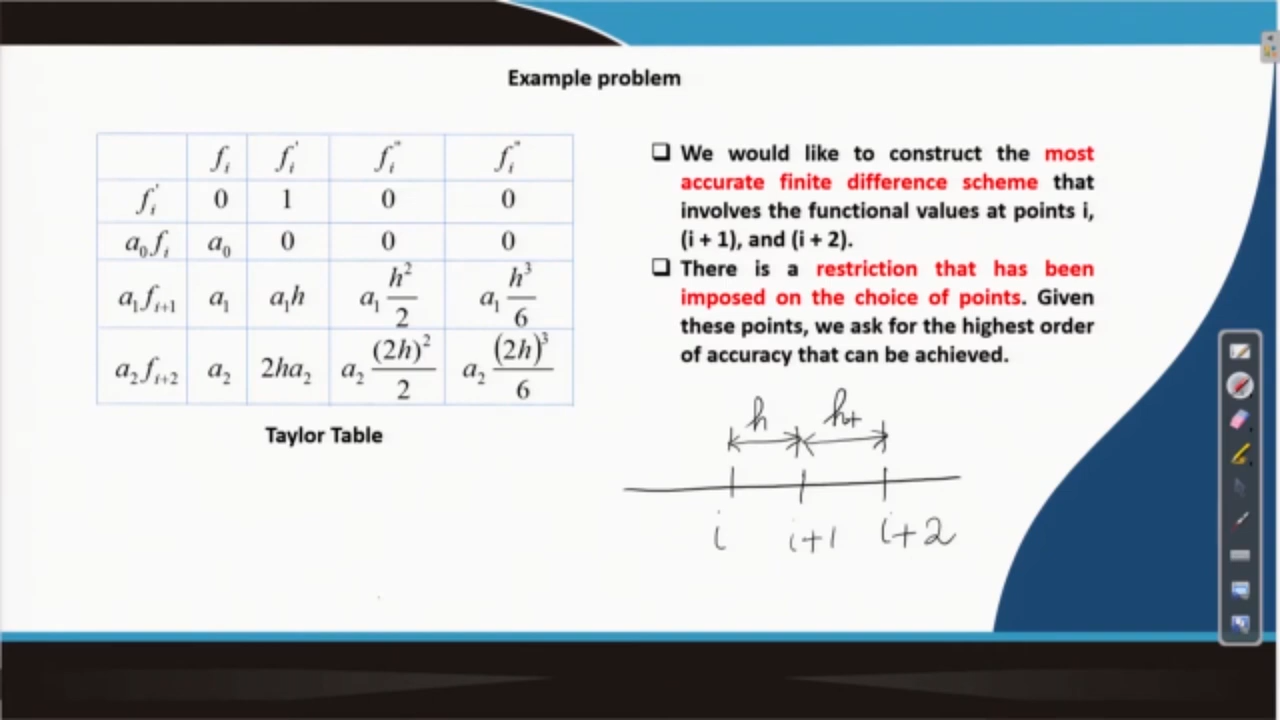 Example problem
f_i f_i' f_i'' f_i''
f_i' 0 1 0 0
a_0 f_i a_0 0 0 0
a_1 f_{i+1} a_1 a_1 h a_1 h^2/2 a_1 h^3/6
a_2 f_{i+2} a_2 2ha_2 a_2 (2h)^2/2 a_2 (2h)^3/6
Taylor Table
❑ We would like to construct the most
accurate finite difference scheme that
involves the functional values at points i,
(i + 1), and (i + 2).
❑ There is a restriction that has been
imposed on the choice of points. Given
these points, we ask for the highest order
of accuracy that can be achieved.
h
i i+1 i+2